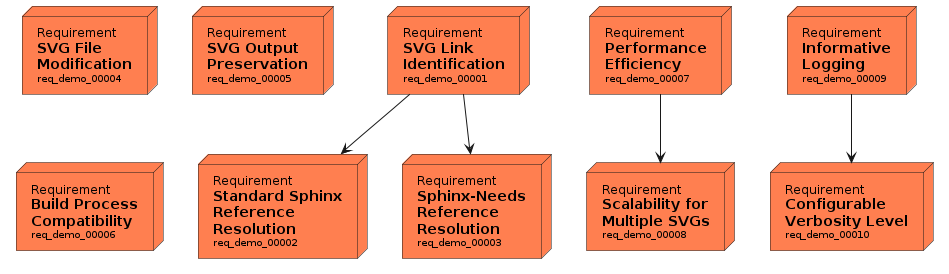 Requirement
SVG File
Modification
req_demo_00004
Requirement
SVG Output
Preservation
req_demo_00005
Requirement
SVG Link
Identification
req_demo_00001
Requirement
Performance
Efficiency
req_demo_00007
Requirement
Informative
Logging
req_demo_00009
Requirement
Build Process
Compatibility
req_demo_00006
Requirement
Standard Sphinx
Reference
Resolution
req_demo_00002
Requirement
Sphinx-Needs
Reference
Resolution
req_demo_00003
Requirement
Scalability for
Multiple SVGs
req_demo_00008
Requirement
Configurable
Verbosity Level
req_demo_00010